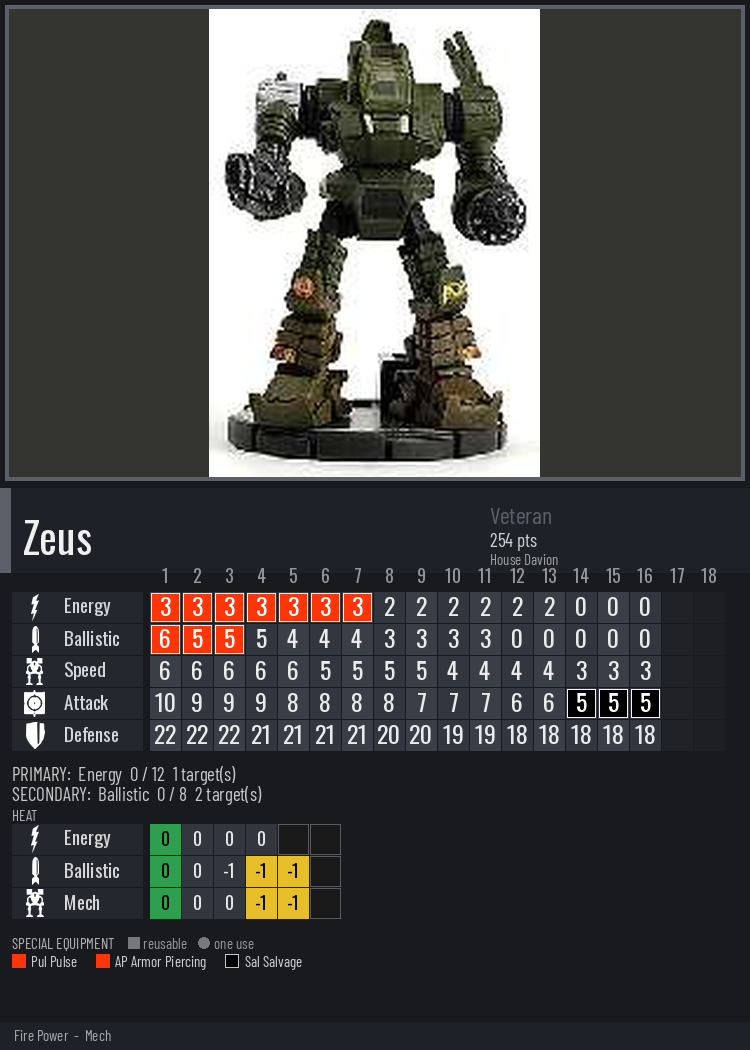 Zeus
Veteran
254 pts
House Davion
1 2 3 4 5 6 7 8 9 10 11 12 13 14 15 16 17 18
Energy 3 3 3 3 3 3 3 2 2 2 2 2 2 0 0 0
Ballistic 6 5 5 5 4 4 4 3 3 3 3 0 0 0 0 0
Speed 6 6 6 6 6 5 5 5 5 4 4 4 4 3 3 3
Attack 10 9 9 9 8 8 8 8 7 7 7 6 6 5 5 5
Defense 22 22 22 21 21 21 21 20 20 19 19 18 18 18 18 18
PRIMARY: Energy 0 / 12 1 target(s)
SECONDARY: Ballistic 0 / 8 2 target(s)
HEAT
Energy 0 0 0 0
Ballistic 0 0 -1 -1 -1
Mech 0 0 0 -1 -1
SPECIAL EQUIPMENT reusable one use
Pul Pulse AP Armor Piercing Sal Salvage
Fire Power - Mech